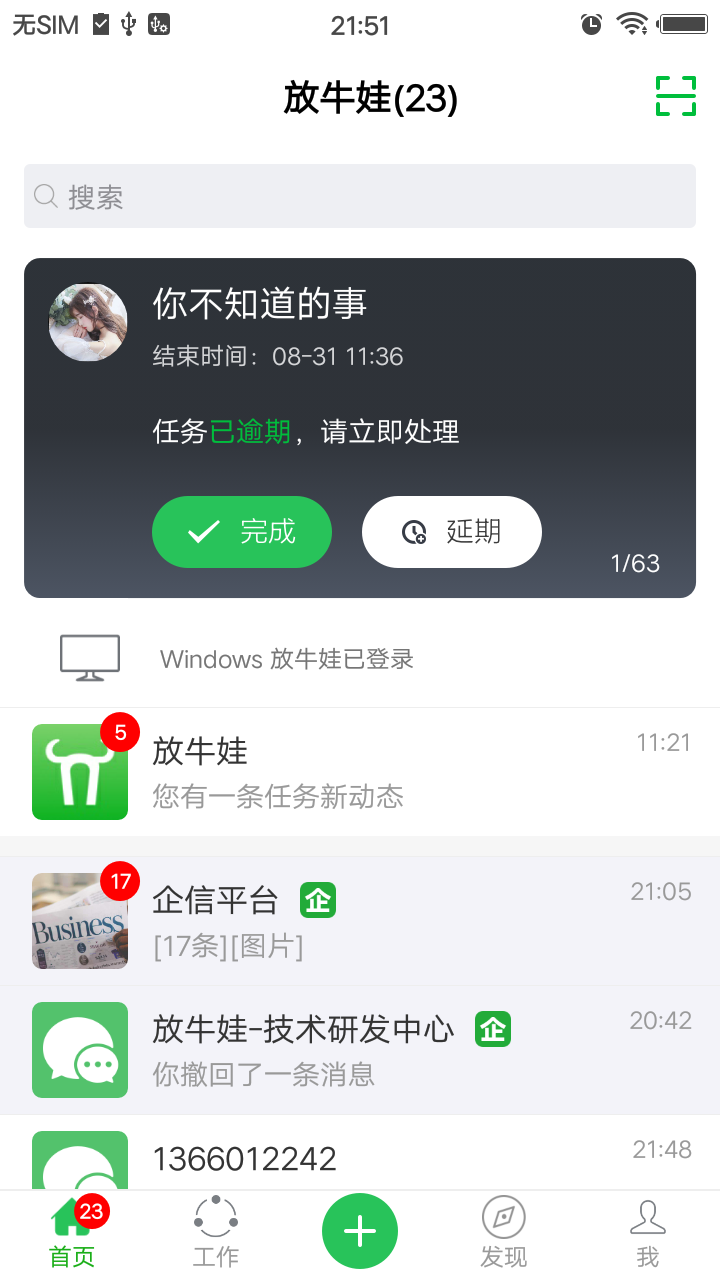 无SIM 21:51
放牛娃(23)
搜索
你不知道的事
结束时间：08-31 11:36
任务已逾期，请立即处理
完成 延期
1/63
Windows 放牛娃已登录
5
放牛娃 11:21
您有一条任务新动态
17
企信平台 企 21:05
Business
[17条][图片]
放牛娃-技术研发中心 企 20:42
你撤回了一条消息
1366012242 21:48
23
首页 工作 发现 我